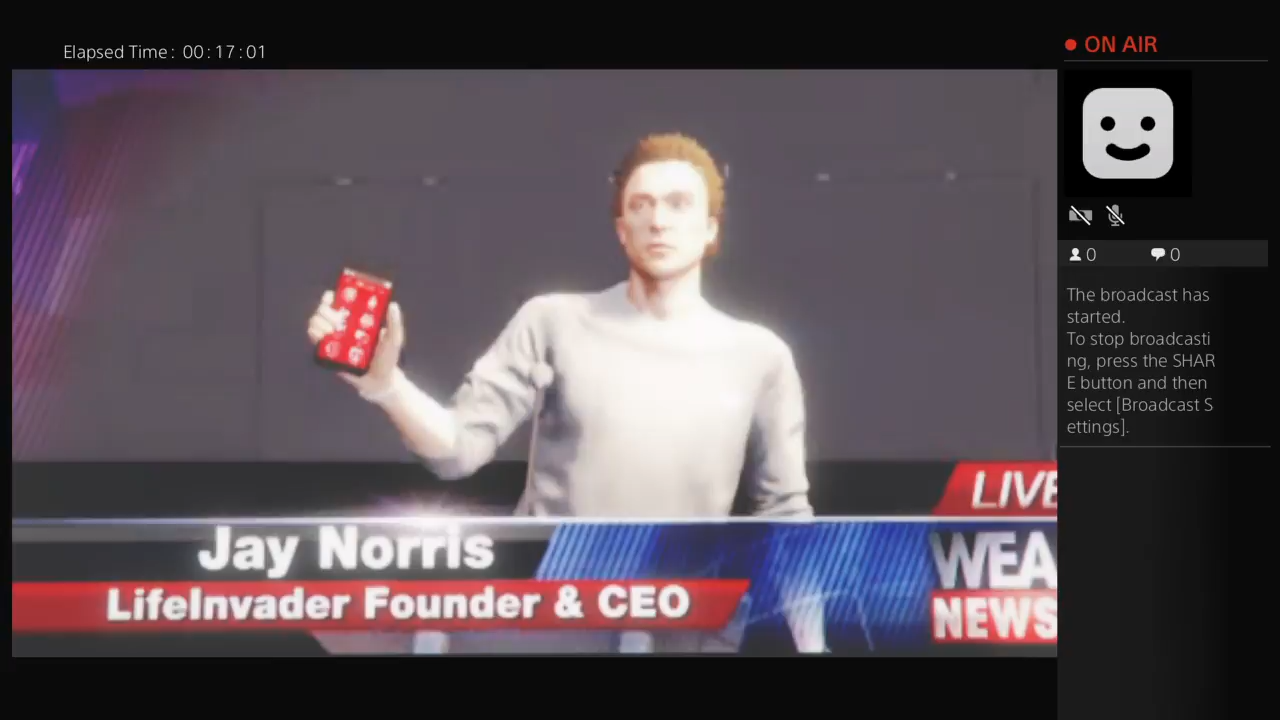 Elapsed Time: 00:17:01
ON AIR
0 0
The broadcast has
started.
To stop broadcasti
ng, press the SHAR
E button and then
select [Broadcast S
ettings].
LIVE
Jay Norris
LifeInvader Founder & CEO
WEA
NEWS